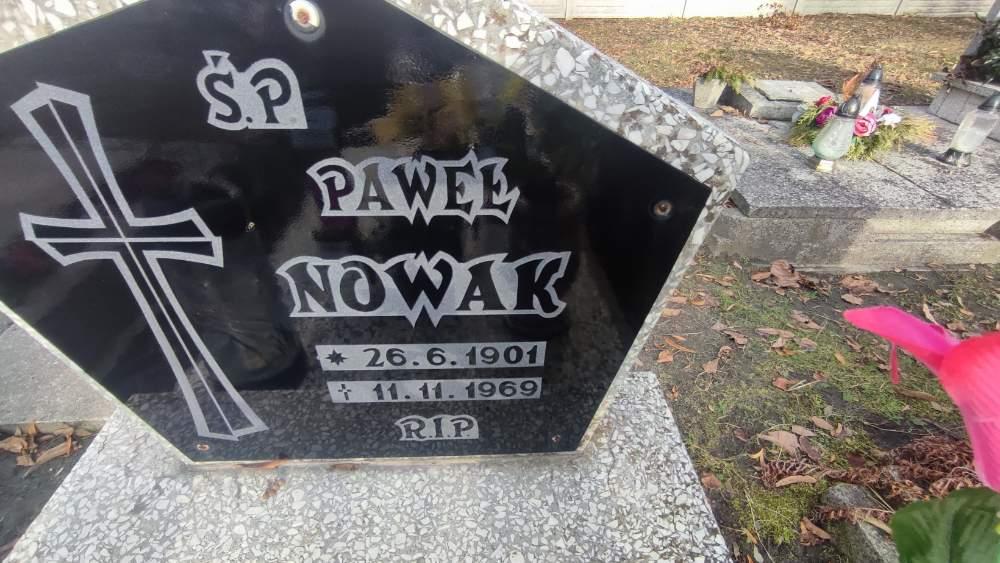 Ś.P.
PAWEŁ
NOWAK
✷ 26.6.1901
† 11.11.1969
R.I.P.